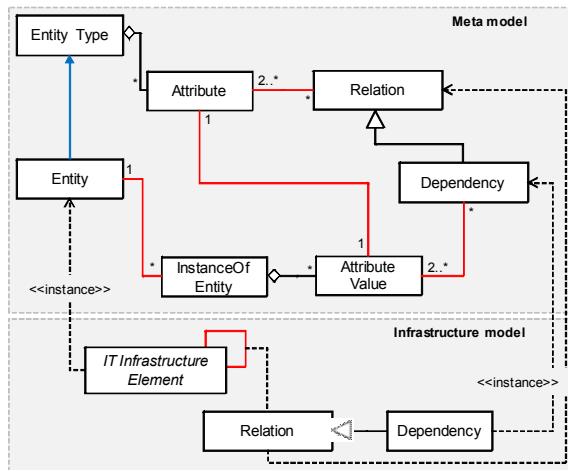 Meta model
Entity Type
*
Attribute
2..*
*
Relation
1
Entity
1
Dependency
*
*
InstanceOf
Entity
*
1
Attribute
Value
2..*
<<instance>>
Infrastructure model
IT Infrastructure
Element
<<instance>>
Relation
Dependency